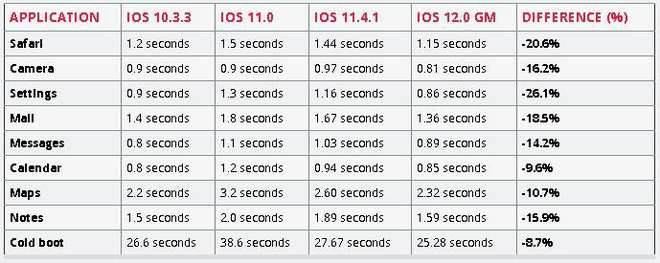 APPLICATION IOS 10.3.3 IOS 11.0 IOS 11.4.1 IOS 12.0 GM DIFFERENCE (%)
Safari 1.2 seconds 1.5 seconds 1.44 seconds 1.15 seconds -20.6%
Camera 0.9 seconds 0.9 seconds 0.97 seconds 0.81 seconds -16.2%
Settings 0.9 seconds 1.3 seconds 1.16 seconds 0.86 seconds -26.1%
Mail 1.4 seconds 1.8 seconds 1.67 seconds 1.36 seconds -18.5%
Messages 0.8 seconds 1.1 seconds 1.03 seconds 0.89 seconds -14.2%
Calendar 0.8 seconds 1.2 seconds 0.94 seconds 0.85 seconds -9.6%
Maps 2.2 seconds 3.2 seconds 2.60 seconds 2.32 seconds -10.7%
Notes 1.5 seconds 2.0 seconds 1.89 seconds 1.59 seconds -15.9%
Cold boot 26.6 seconds 38.6 seconds 27.67 seconds 25.28 seconds -8.7%